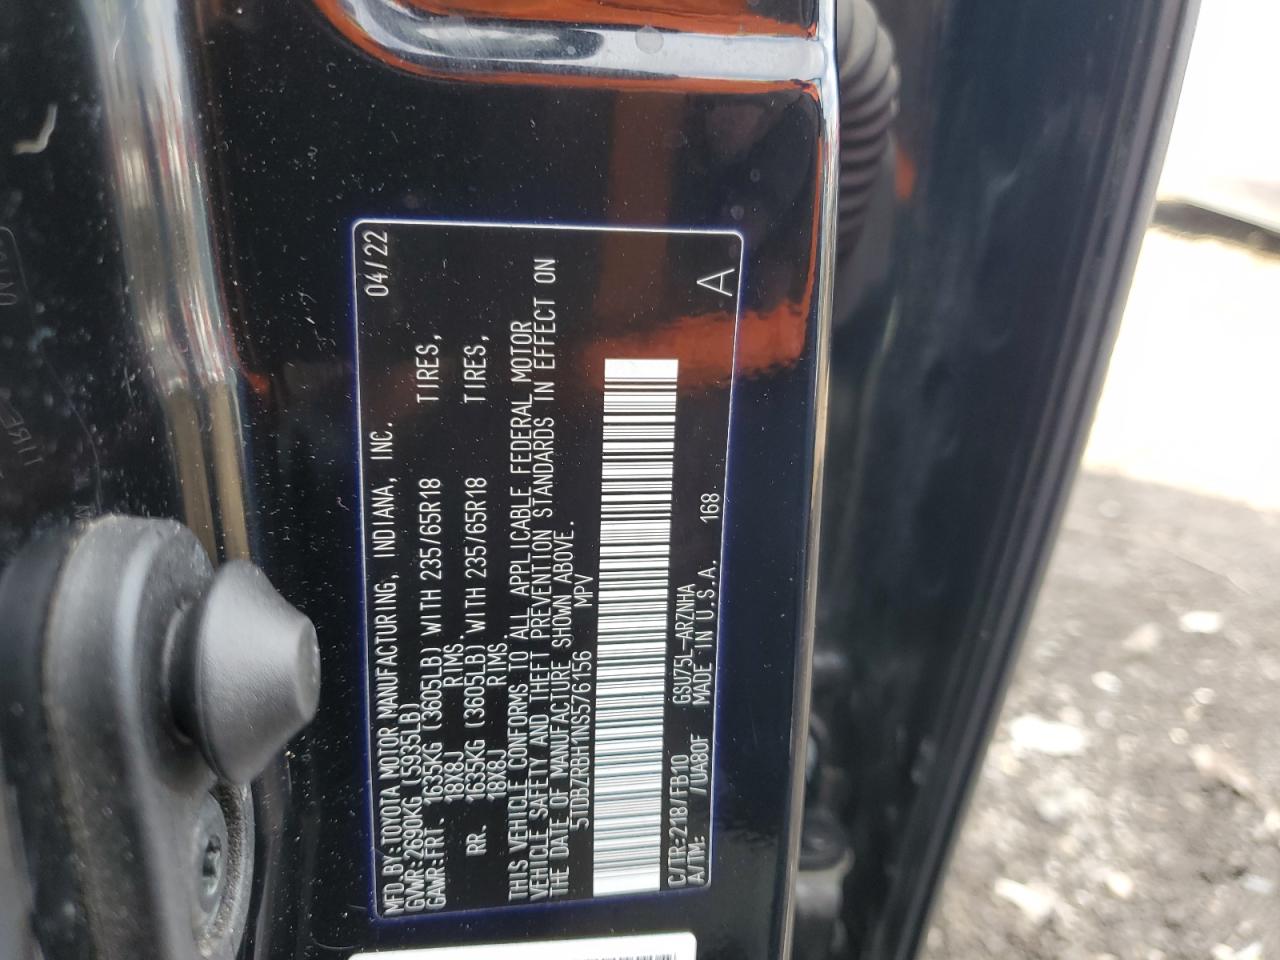 MFD.BY:TOYOTA MOTOR MANUFACTURING, INDIANA, INC. 04/22
GVWR:2690KG(5935LB)
GAWR:FRT. 1635KG (3605LB) WITH 235/65R18 TIRES,
18X8J RIMS.
RR. 1635KG (3605LB) WITH 235/65R18 TIRES,
18X8J RIMS.
THIS VEHICLE CONFORMS TO ALL APPLICABLE FEDERAL MOTOR
VEHICLE SAFETY AND THEFT PREVENTION STANDARDS IN EFFECT ON
THE DATE OF MANUFACTURE SHOWN ABOVE.
5TDBZRBH1NS576156 MPV
C/TR:218/FB10 GSU75L-ARZNHA
A/TM: /UA80F MADE IN U.S.A. 168 A